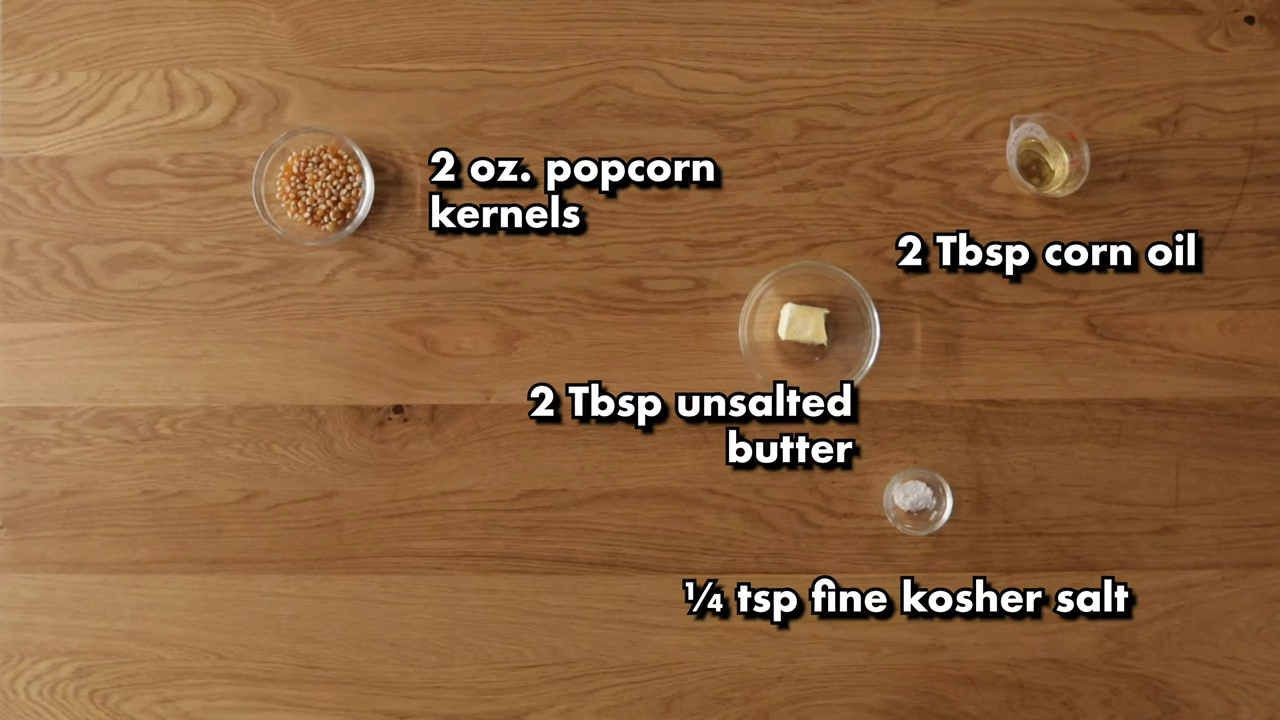 2 oz. popcorn
kernels
2 Tbsp corn oil
2 Tbsp unsalted
butter
¼ tsp fine kosher salt